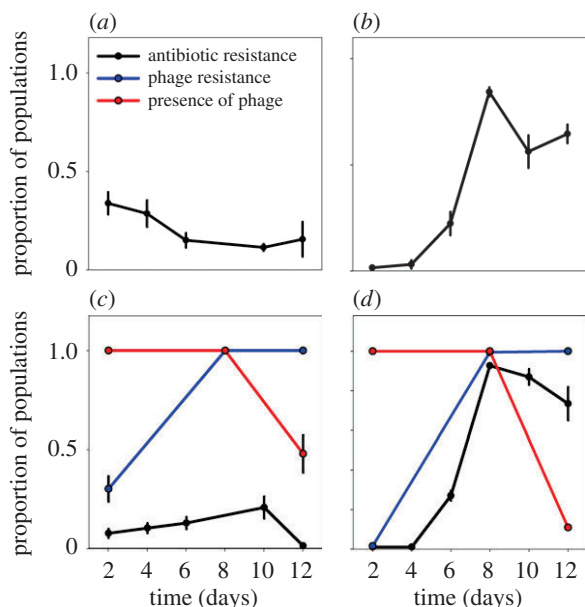 (a)
(b)
proportion of populations
1.0
0.5
0
antibiotic resistance
phage resistance
presence of phage
(c)
(d)
proportion of populations
1.0
0.5
0
2 4 6 8 10 12
2 4 6 8 10 12
time (days)
time (days)